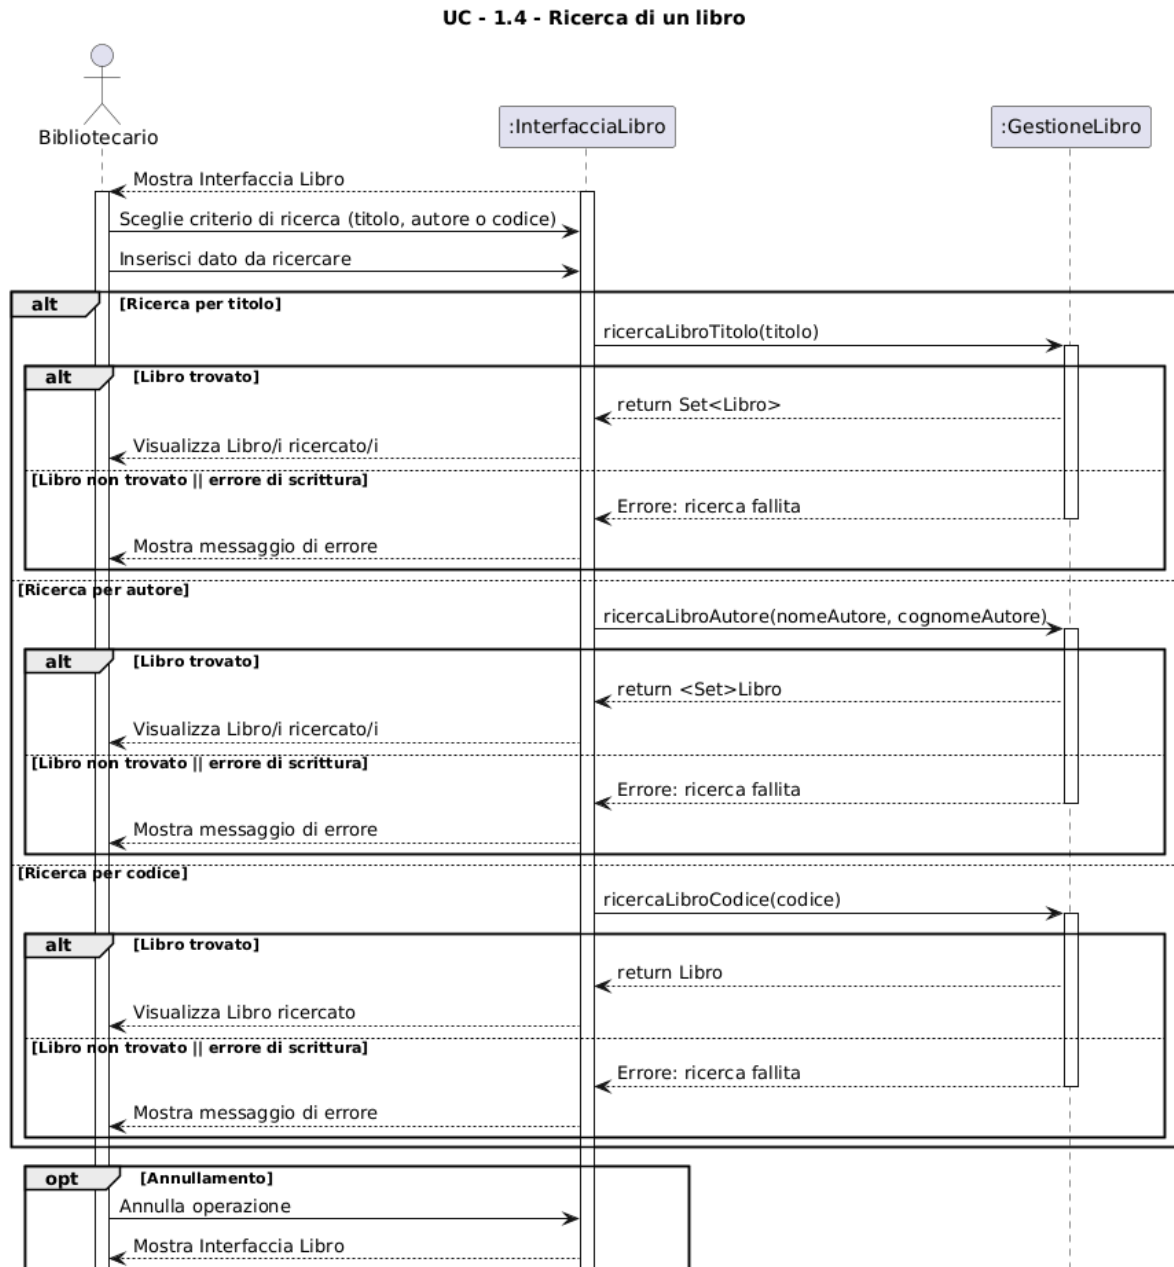 UC - 1.4 - Ricerca di un libro
Bibliotecario
:InterfacciaLibro
:GestioneLibro
Mostra Interfaccia Libro
Sceglie criterio di ricerca (titolo, autore o codice)
Inserisci dato da ricercare
alt [Ricerca per titolo]
ricercaLibroTitolo(titolo)
alt [Libro trovato]
return Set<Libro>
Visualizza Libro/i ricercato/i
[Libro non trovato || errore di scrittura]
Errore: ricerca fallita
Mostra messaggio di errore
[Ricerca per autore]
ricercaLibroAutore(nomeAutore, cognomeAutore)
alt [Libro trovato]
return <Set>Libro
Visualizza Libro/i ricercato/i
[Libro non trovato || errore di scrittura]
Errore: ricerca fallita
Mostra messaggio di errore
[Ricerca per codice]
ricercaLibroCodice(codice)
alt [Libro trovato]
return Libro
Visualizza Libro ricercato
[Libro non trovato || errore di scrittura]
Errore: ricerca fallita
Mostra messaggio di errore
opt [Annullamento]
Annulla operazione
Mostra Interfaccia Libro